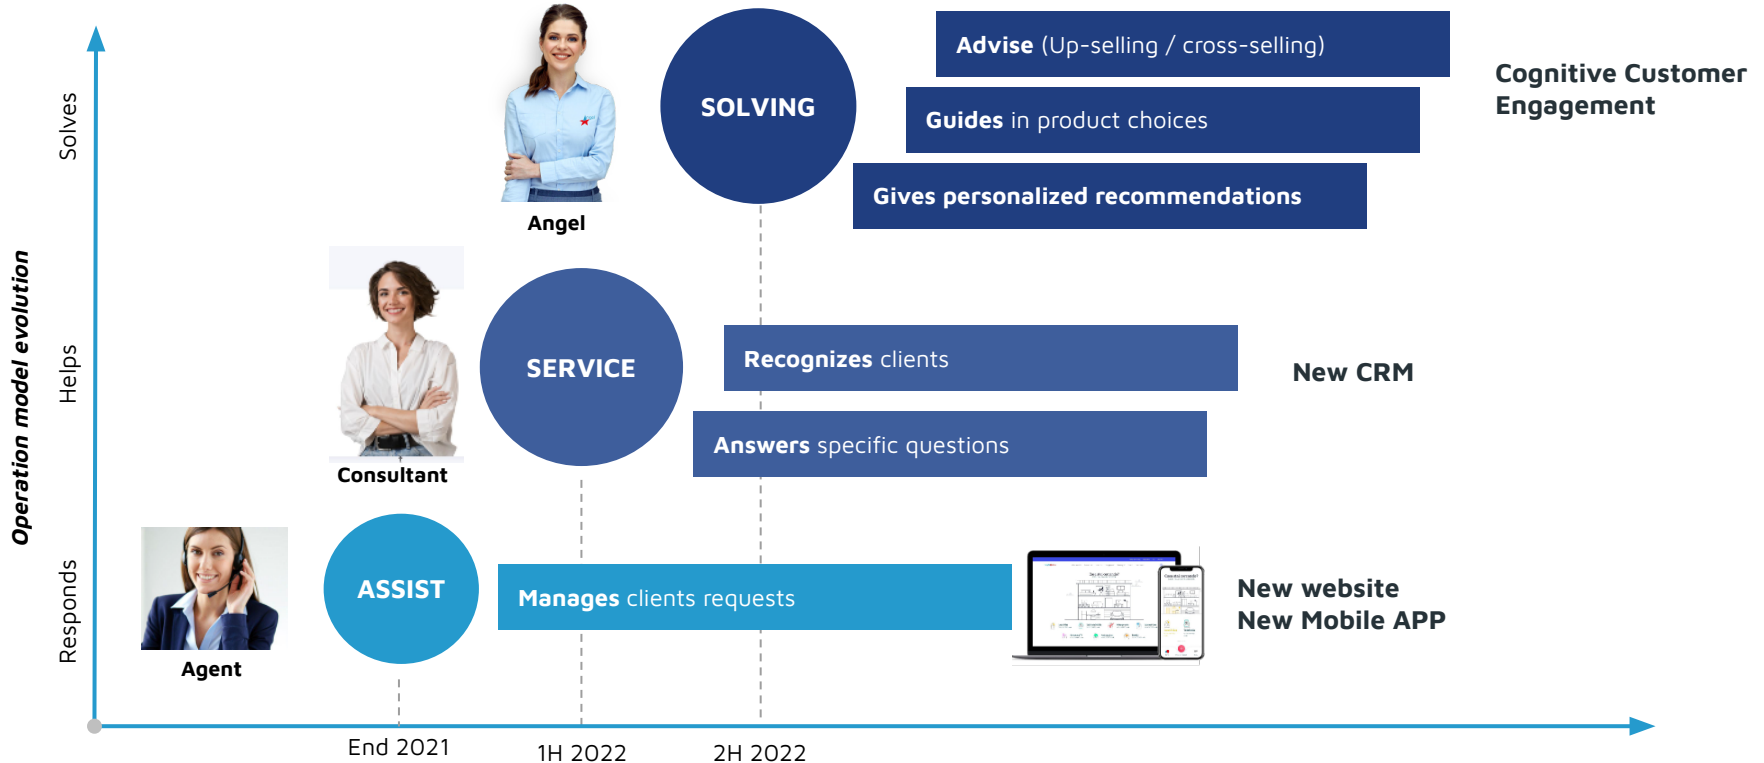 Operation model evolution
Solves
Helps
Responds
Angel
SOLVING
Advise (Up-selling / cross-selling)
Guides in product choices
Gives personalized recommendations
Cognitive Customer
Engagement
Consultant
SERVICE
Recognizes clients
Answers specific questions
New CRM
Agent
ASSIST
Manages clients requests
New website
New Mobile APP
End 2021
1H 2022
2H 2022